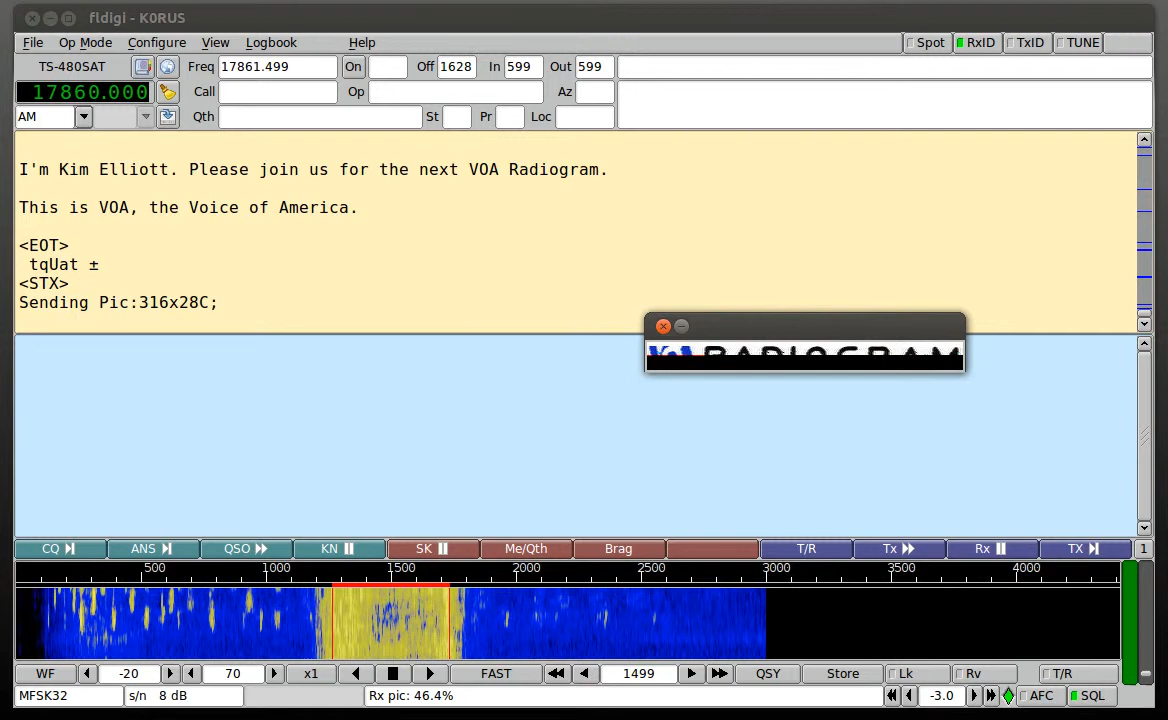 fldigi - K0RUS
File Op Mode Configure View Logbook Help Spot RxID TxID TUNE
TS-480SAT Freq 17861.499 On Off 1628 In 599 Out 599
17860.000 Call Op Az
AM Qth St Pr Loc
I'm Kim Elliott. Please join us for the next VOA Radiogram.
This is VOA, the Voice of America.
<EOT>
tqUat ±
<STX>
Sending Pic:316x28C;
VOA RADIOGRAM
CQ ANS QSO KN SK Me/Qth Brag T/R Tx Rx TX 1
500 1000 1500 2000 2500 3000 3500 4000
WF -20 70 x1 FAST 1499 QSY Store Lk Rv T/R
MFSK32 s/n 8 dB Rx pic: 46.4% -3.0 AFC SQL